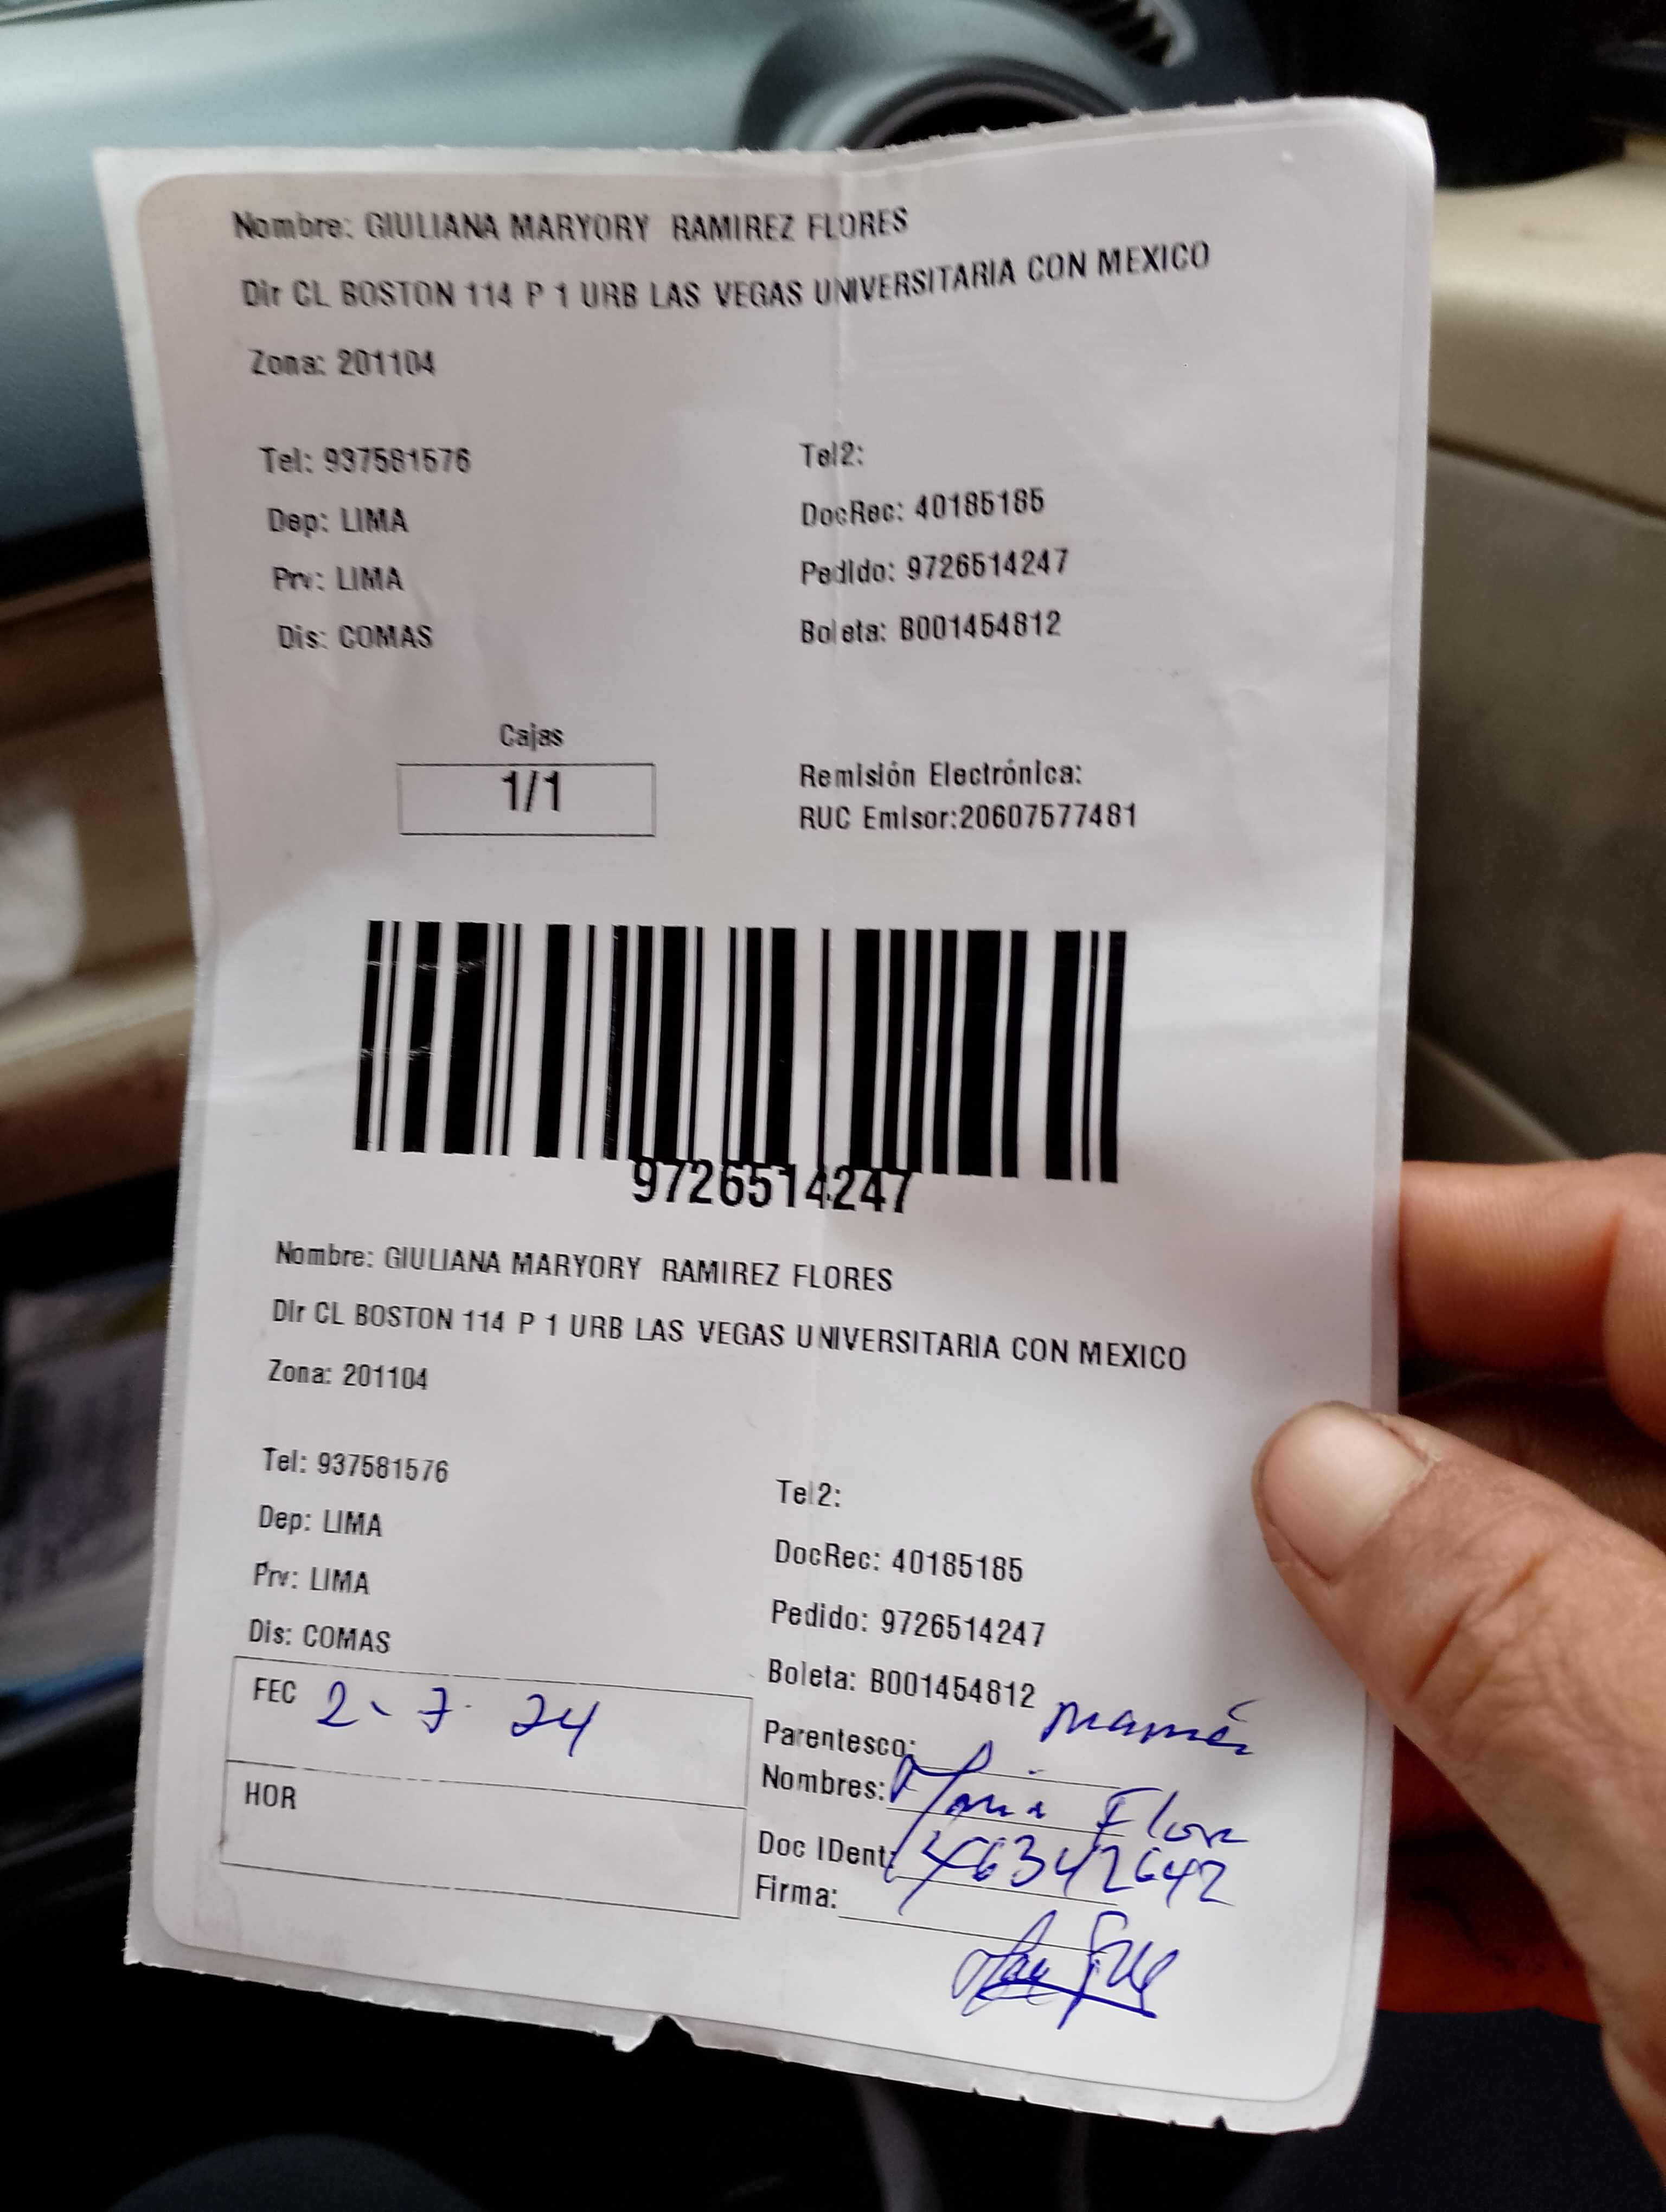 Nombre: GIULIANA MARYORY RAMIREZ FLORES
Dir CL BOSTON 114 P 1 URB LAS VEGAS UNIVERSITARIA CON MEXICO
Zona: 201104
Tel: 937581576
Tel2:
Dep: LIMA
DocRec: 40185185
Prv: LIMA
Pedido: 9726514247
Dis: COMAS
Boleta: B001454812
Cajas
1/1
Remisión Electrónica:
RUC Emisor:20607577481
9726514247
Nombre: GIULIANA MARYORY RAMIREZ FLORES
Dir CL BOSTON 114 P 1 URB LAS VEGAS UNIVERSITARIA CON MEXICO
Zona: 201104
Tel: 937581576
Tel2:
Dep: LIMA
DocRec: 40185185
Prv: LIMA
Pedido: 9726514247
Dis: COMAS
Boleta: B001454812
FEC 2-7-24
Parentesco: mamá
Nombres: Maria Flor
HOR
Doc IDent:
Firma: